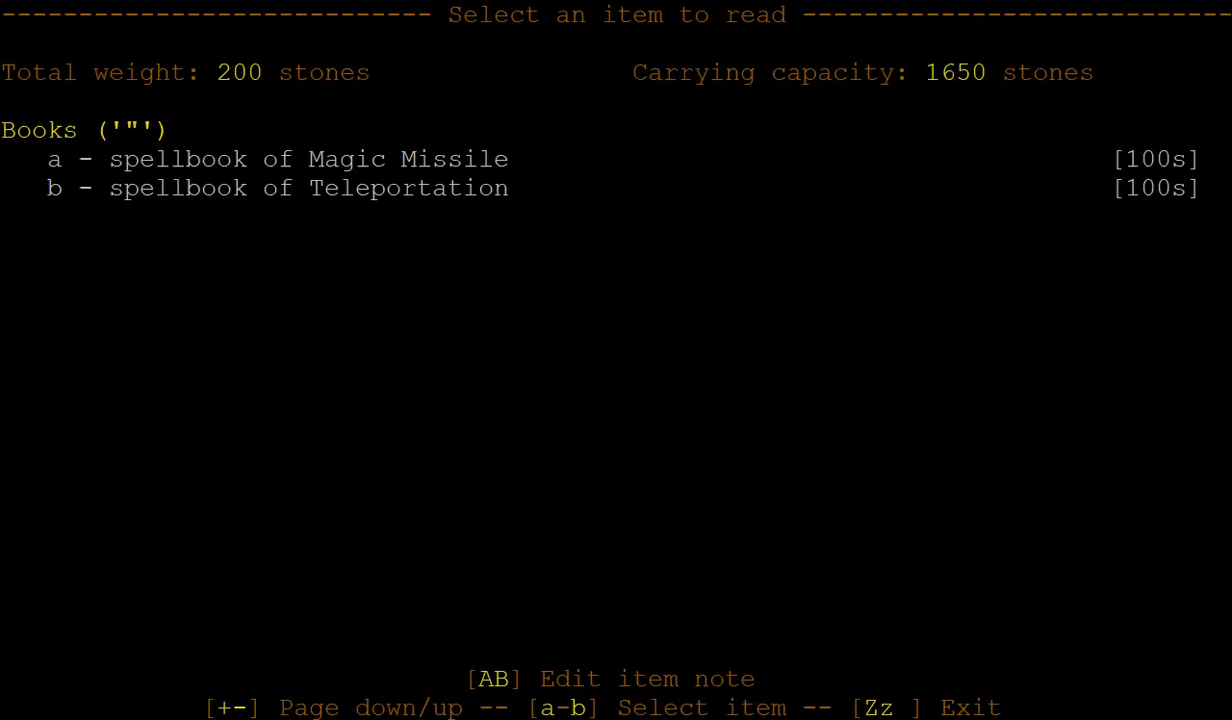 ---------------------------- Select an item to read ----------------------------
Total weight: 200 stones Carrying capacity: 1650 stones
Books ('"')
a - spellbook of Magic Missile [100s]
b - spellbook of Teleportation [100s]
[AB] Edit item note
[+-] Page down/up -- [a-b] Select item -- [Zz ] Exit